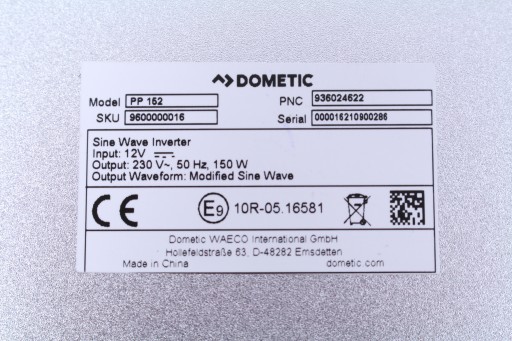 DOMETIC
Model PP 152 PNC 936024622
SKU 9600000016 Serial 000015210900286
Sine Wave Inverter
Input: 12V
Output: 230 V~, 50 Hz, 150 W
Output Waveform: Modified Sine Wave
CE E9 10R-05.16581
Dometic WAECO International GmbH
Hollefeldstraße 63, D-48282 Emsdetten
Made in China dometic.com